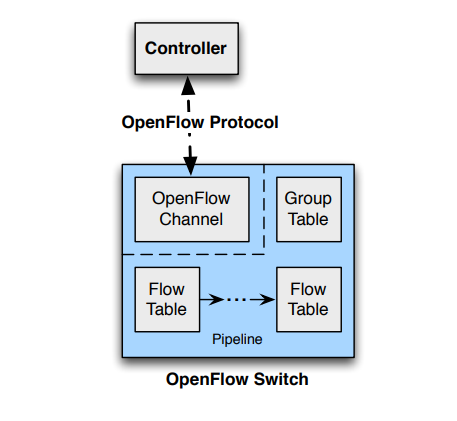 Controller
OpenFlow Protocol
OpenFlow
Channel
Group
Table
Flow
Table
Flow
Table
Pipeline
OpenFlow Switch